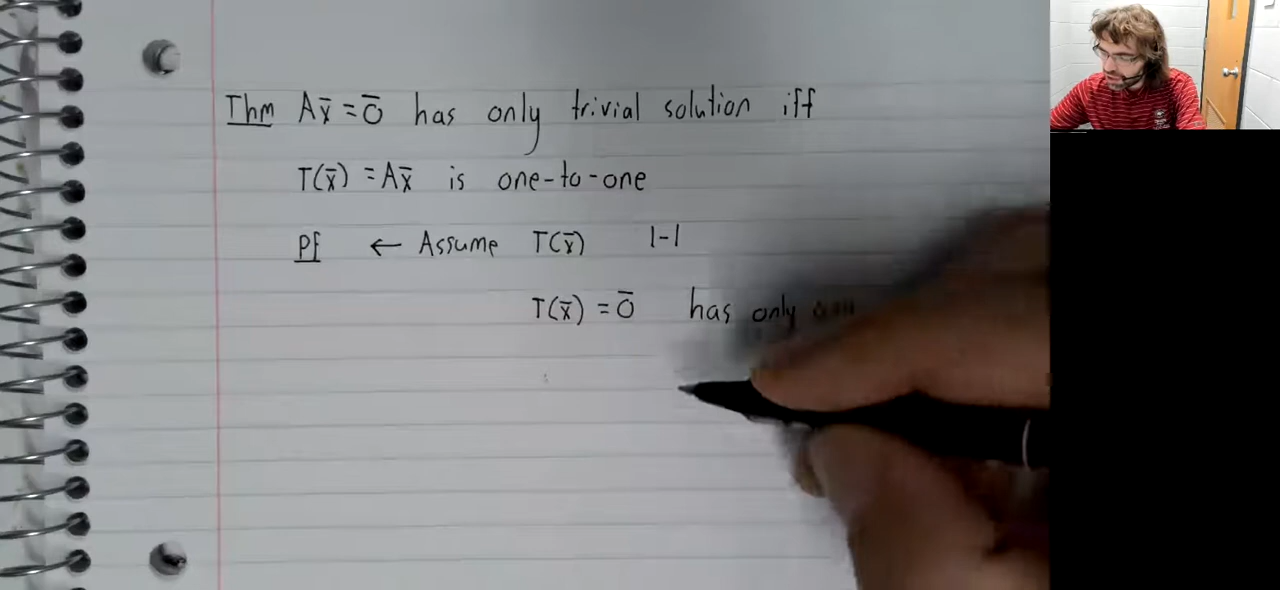 Thm Ax̄ = 0̄ has only trivial solution iff
T(x̄) = Ax̄ is one-to-one
Pf ← Assume T(x̄) 1-1
T(x̄) = 0̄ has only